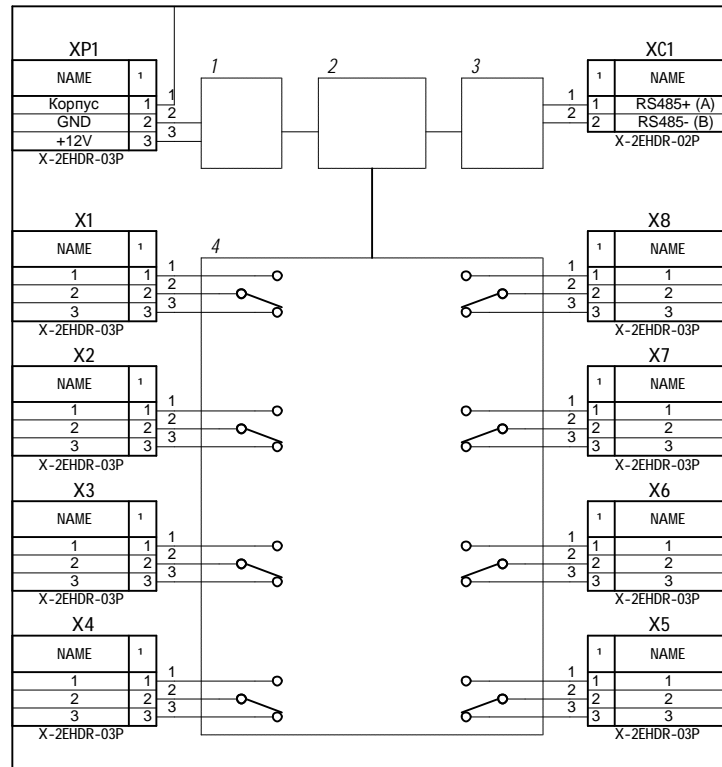 XP1
NAME 1
Корпус 1 1
GND 2 2
+12V 3 3
X-2EHDR-03P
1
2
3
XC1
1 NAME
1 1 RS485+ (A)
2 2 RS485- (B)
X-2EHDR-02P
4
X1
NAME 1
1 1 1
2 2 2
3 3 3
X-2EHDR-03P
X2
NAME 1
1 1 1
2 2 2
3 3 3
X-2EHDR-03P
X3
NAME 1
1 1 1
2 2 2
3 3 3
X-2EHDR-03P
X4
NAME 1
1 1 1
2 2 2
3 3 3
X-2EHDR-03P
X8
1 NAME
1 1 1
2 2 2
3 3 3
X-2EHDR-03P
X7
1 NAME
1 1 1
2 2 2
3 3 3
X-2EHDR-03P
X6
1 NAME
1 1 1
2 2 2
3 3 3
X-2EHDR-03P
X5
1 NAME
1 1 1
2 2 2
3 3 3
X-2EHDR-03P